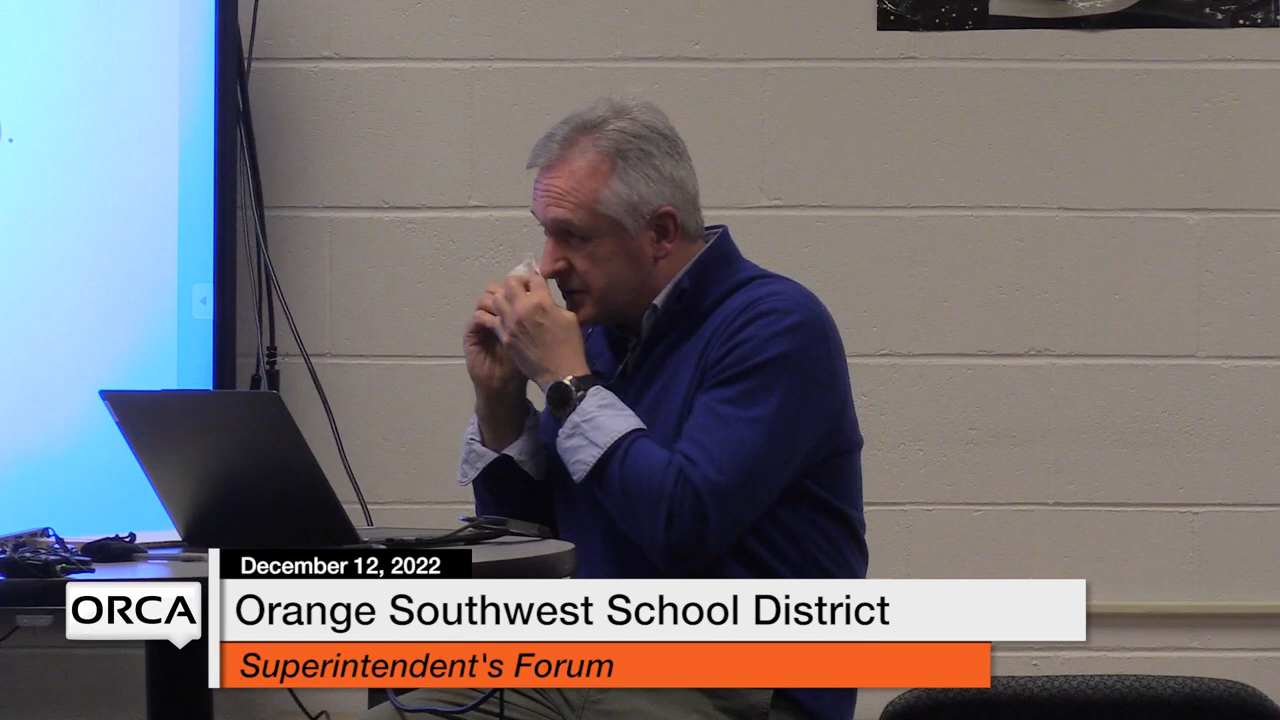 December 12, 2022
ORCA
Orange Southwest School District
Superintendent's Forum